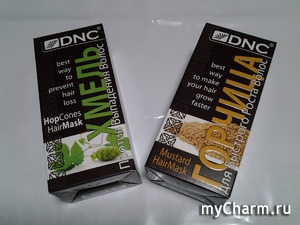 DNC
best
way
to
prevent
hair
loss
HopCones
HairMask
ХМЕЛЬ
Против Выпадения Волос
DNC
best
way
to make
your hair
grow
faster
Mustard
HairMask
ГОРЧИЦА
для Быстрого Роста Волос
myCharm.ru